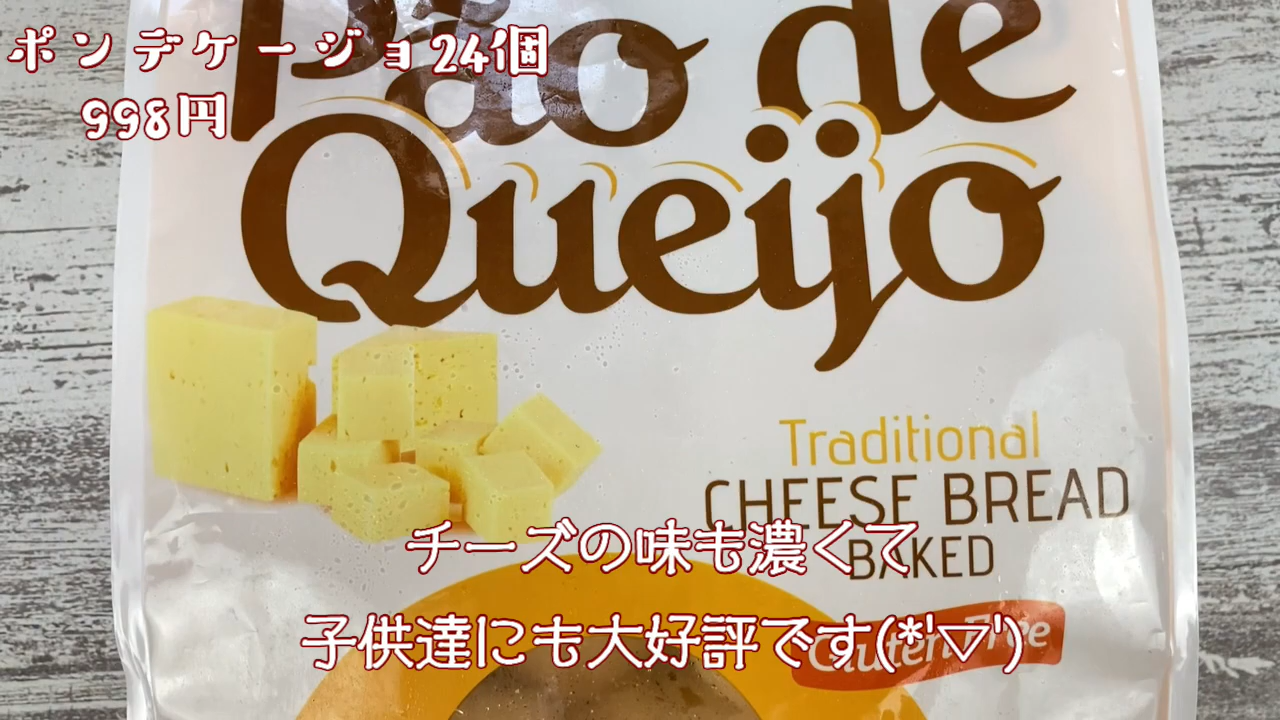 ポンデケージョ24個
998円
Pão de
Queijo
Traditional
CHEESE BREAD
BAKED
チーズの味も濃くて
子供達にも大好評です(*'▽')
Gluten Free